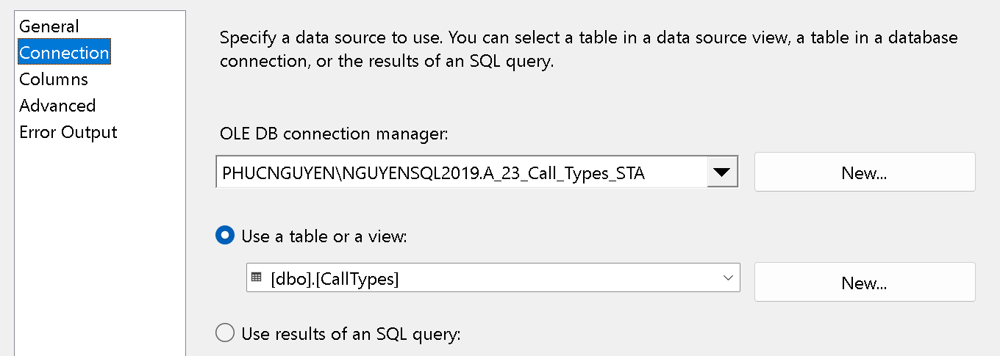 General
Connection
Columns
Advanced
Error Output
Specify a data source to use. You can select a table in a data source view, a table in a database
connection, or the results of an SQL query.
OLE DB connection manager:
PHUCNGUYEN\NGUYENSQL2019.A_23_Call_Types_STA
New...
Use a table or a view:
[dbo].[CallTypes]
New...
Use results of an SQL query: